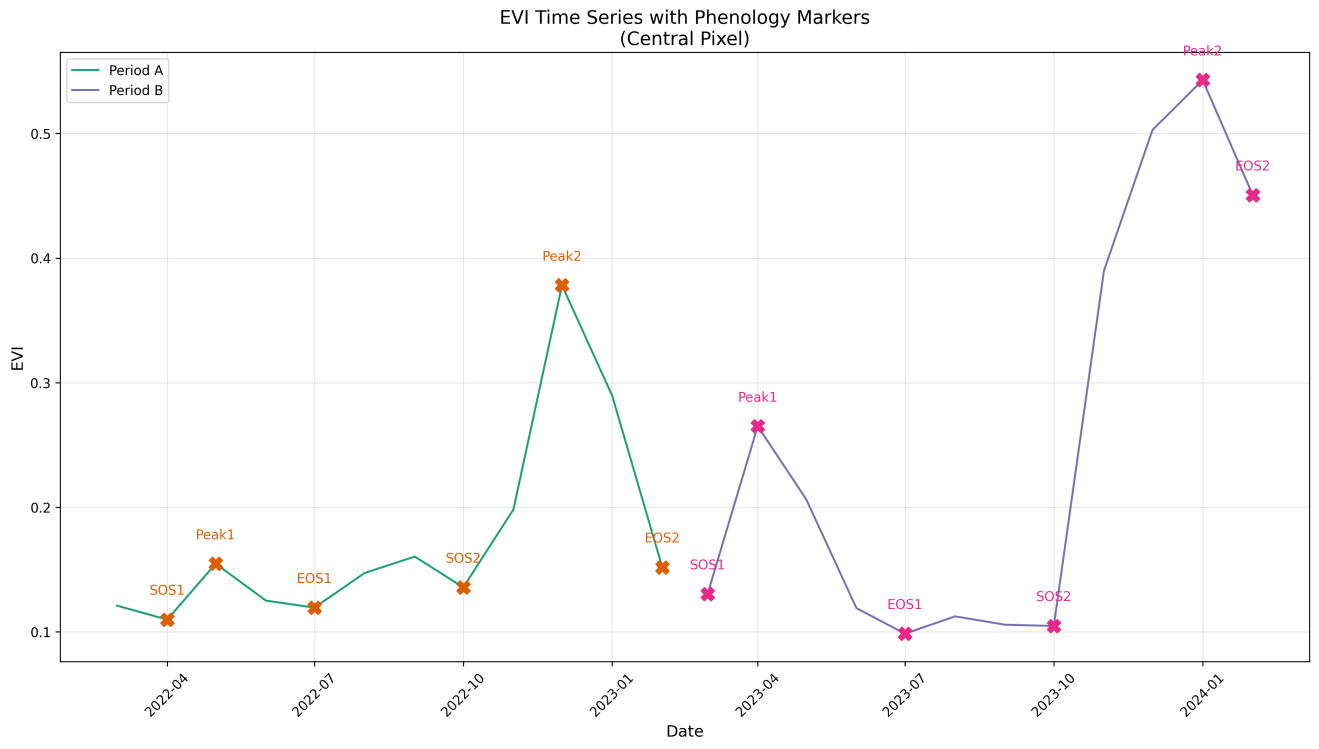 EVI Time Series with Phenology Markers
(Central Pixel)
Period A
Period B
Peak2
EOS2
Peak2
Peak1
Peak1
SOS1
EOS1
SOS2
EOS2
SOS1
EOS1
SOS2
EVI
0.5
0.4
0.3
0.2
0.1
2022-04
2022-07
2022-10
2023-01
2023-04
2023-07
2023-10
2024-01
Date